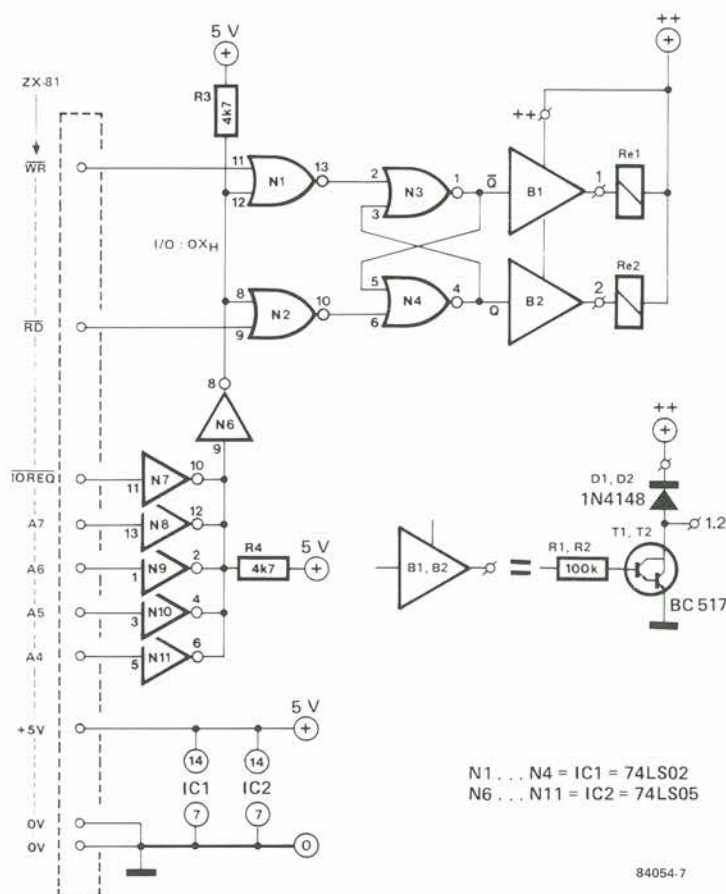 ++
5 V
+
+
ZX-81
R3
4k7
++
WR
11
13
2
1
Q̅
1
Re1
N1
N3
B1
12
3
I/O : OX_H
Re2
8
10
5
4
2
N2
N4
B2
RD
9
6
Q
8
N6
9
++
IOREQ
N7
10
11
+
D1, D2
A7
N8
12
1N4148
13
1.2
R4
5 V
T1, T2
A6
N9
2
4k7
+
B1, B2
=
R1, R2
1
100k
A5
N10
4
BC 517
3
A4
N11
6
5
5 V
+5V
+
14
14
IC1
IC2
N1 . . . N4 = IC1 = 74LS02
7
7
N6 . . . N11 = IC2 = 74LS05
0V
0V
0
84054-7